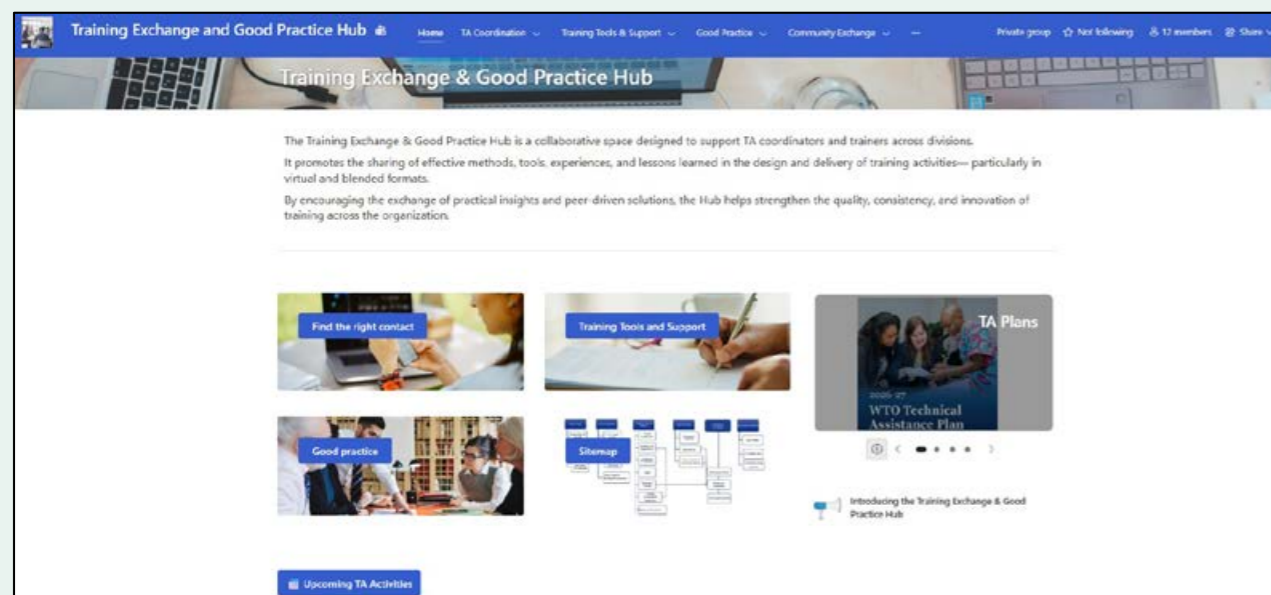 Training Exchange and Good Practice Hub
Home
TA Coordination
Training Tools & Support
Good Practice
Community Exchange
Private group
Not following
12 members
Share
Training Exchange & Good Practice Hub
The Training Exchange & Good Practice Hub is a collaborative space designed to support TA coordinators and trainers across divisions.
It promotes the sharing of effective methods, tools, experiences, and lessons learned in the design and delivery of training activities— particularly in
virtual and blended formats.
By encouraging the exchange of practical insights and peer-driven solutions, the Hub helps strengthen the quality, consistency, and innovation of
training across the organization.
Find the right contact
Training Tools and Support
TA Plans
2026-27
WTO Technical
Assistance Plan
Good practice
Sitemap
Introducing the Training Exchange & Good
Practice Hub
Upcoming TA Activities